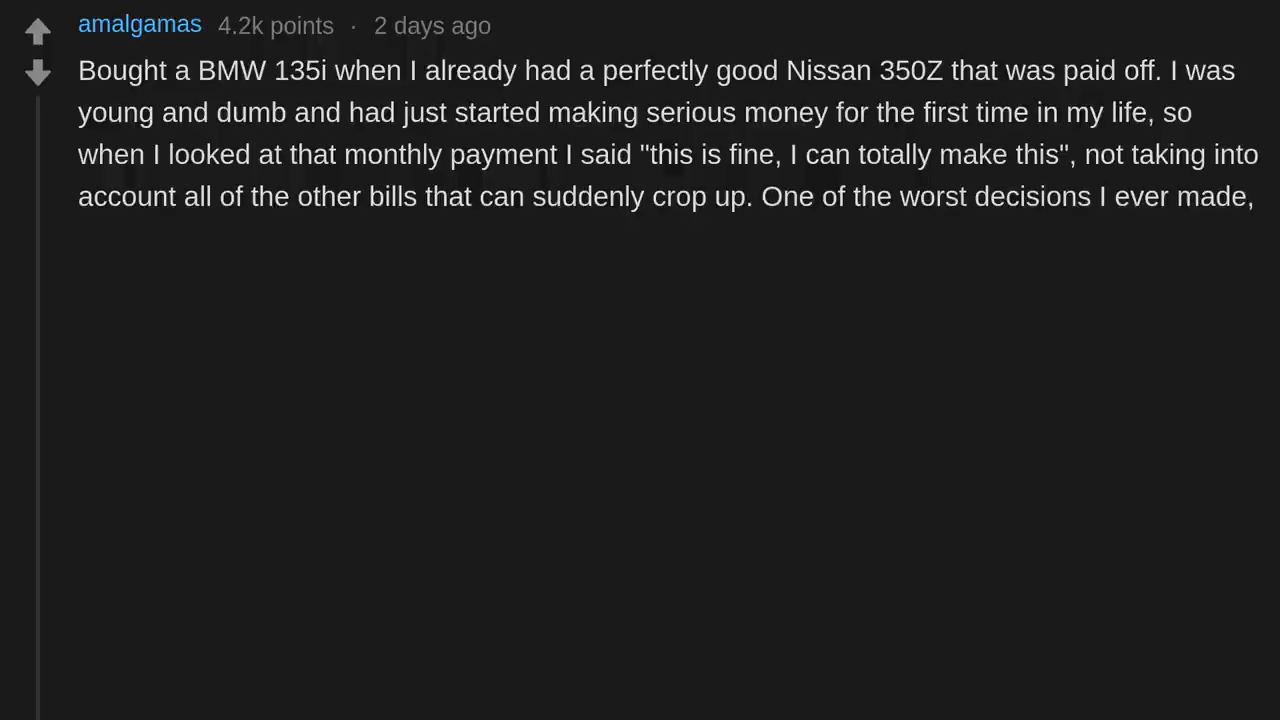 amalgamas 4.2k points · 2 days ago
Bought a BMW 135i when I already had a perfectly good Nissan 350Z that was paid off. I was
young and dumb and had just started making serious money for the first time in my life, so
when I looked at that monthly payment I said "this is fine, I can totally make this", not taking into
account all of the other bills that can suddenly crop up. One of the worst decisions I ever made,